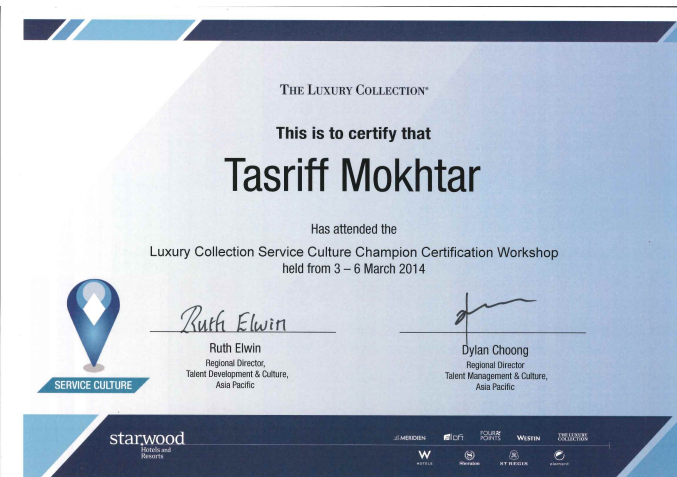 THE LUXURY COLLECTION®
This is to certify that
Tasriff Mokhtar
Has attended the
Luxury Collection Service Culture Champion Certification Workshop
held from 3 – 6 March 2014
Ruth Elwin
Ruth Elwin
Regional Director,
Talent Development & Culture,
Asia Pacific
Dylan Choong
Regional Director
Talent Management & Culture,
Asia Pacific
SERVICE CULTURE
starwood
Hotels and
Resorts
LE MERIDIEN
aloft
FOUR
POINTS
WESTIN
THE LUXURY
COLLECTION
W
HOTELS
S
Sheraton
ST REGIS
element